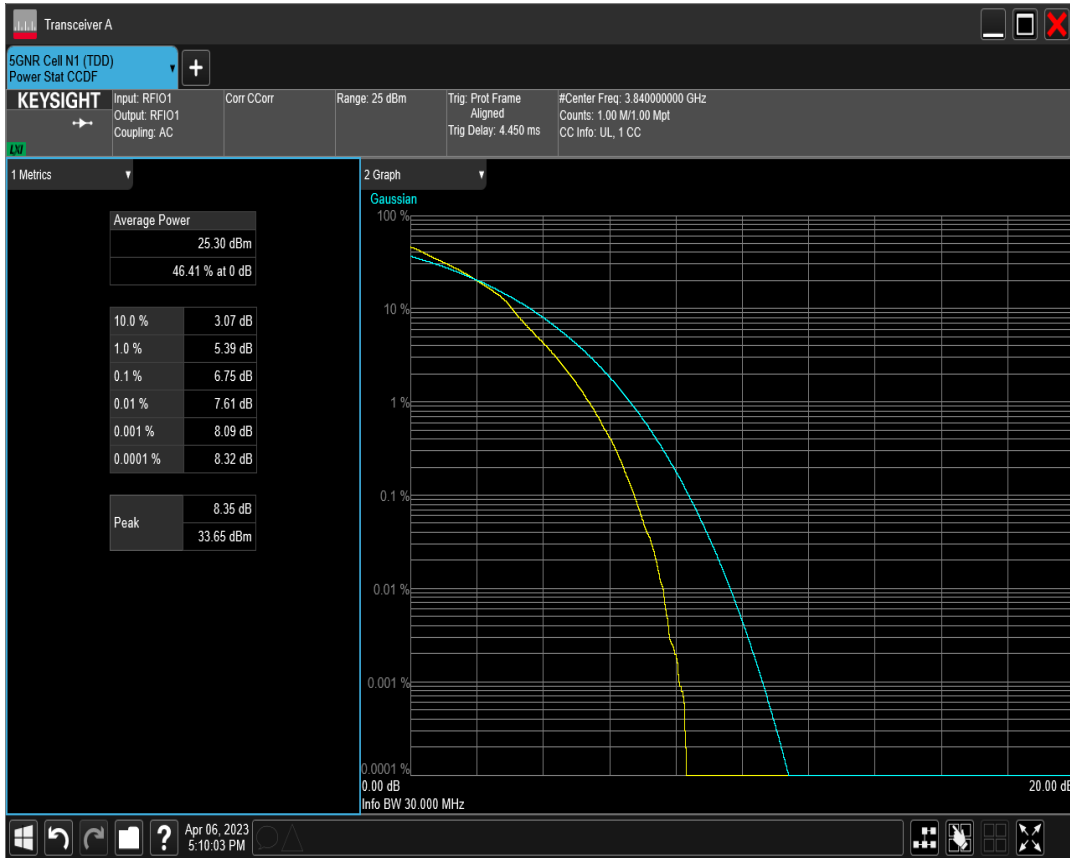 Transceiver A
5GNR Cell N1 (TDD)
Power Stat CCDF
+
KEYSIGHT
LXI
Input: RFIO1
Output: RFIO1
Coupling: AC
Corr CCorr
Range: 25 dBm
Trig: Prot Frame
Aligned
Trig Delay: 4.450 ms
#Center Freq: 3.840000000 GHz
Counts: 1.00 M/1.00 Mpt
CC Info: UL, 1 CC
1 Metrics
Average Power
25.30 dBm
46.41 % at 0 dB
10.0 % 3.07 dB
1.0 % 5.39 dB
0.1 % 6.75 dB
0.01 % 7.61 dB
0.001 % 8.09 dB
0.0001 % 8.32 dB
Peak 8.35 dB
33.65 dBm
2 Graph
Gaussian
100 %
10 %
1 %
0.1 %
0.01 %
0.001 %
0.0001 %
0.00 dB 20.00 dB
Info BW 30.000 MHz
?
Apr 06, 2023
5:10:03 PM